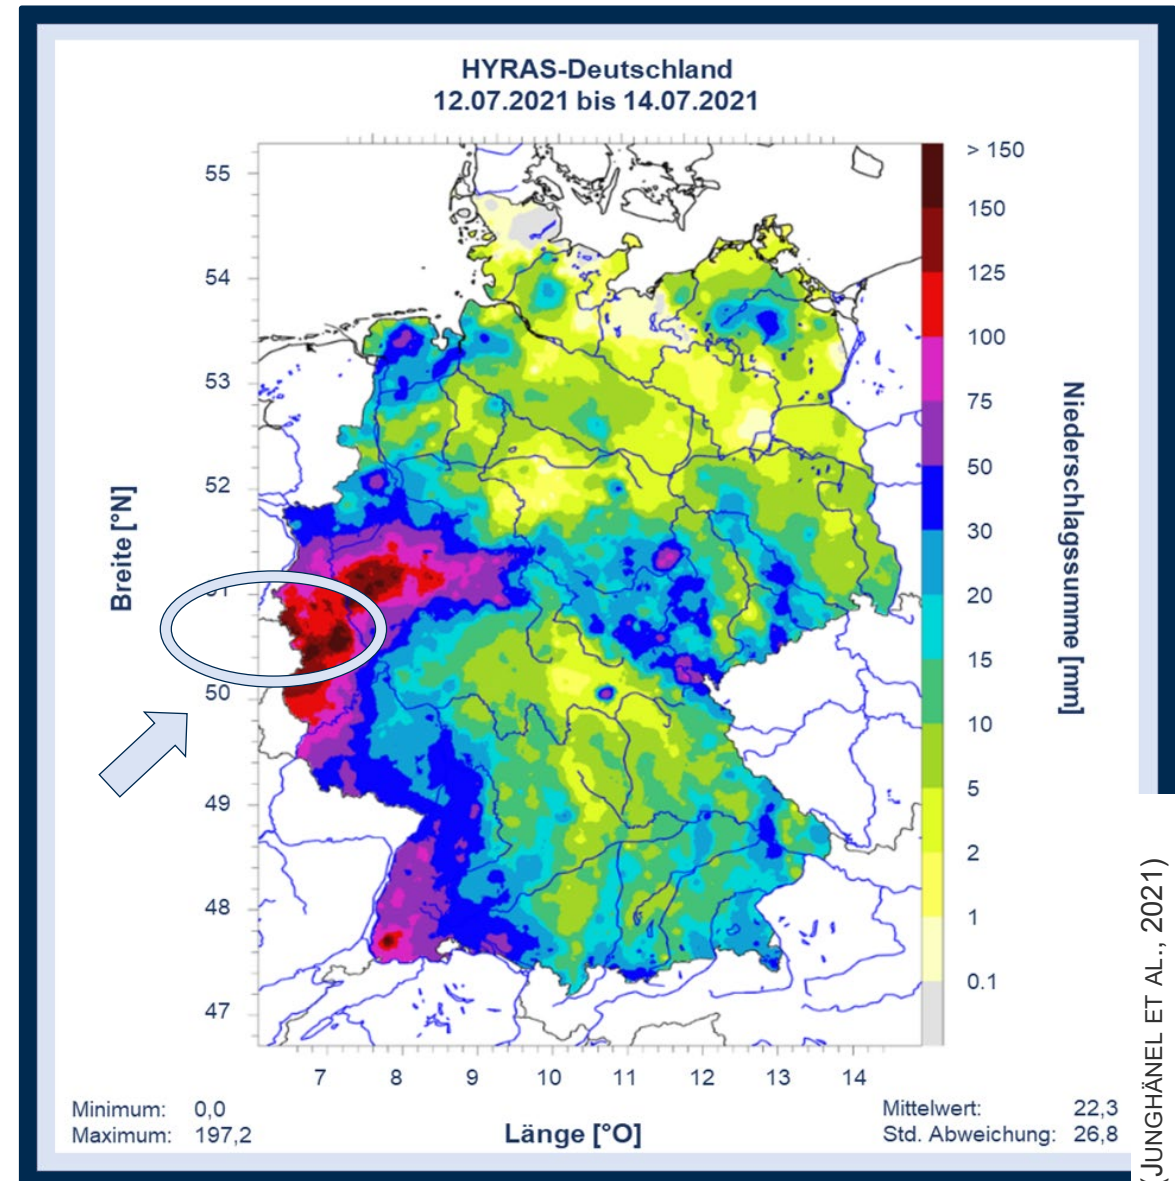 HYRAS-Deutschland
12.07.2021 bis 14.07.2021
55
54
53
52
51
50
49
48
47
Breite [°N]
> 150
150
125
100
75
50
30
20
15
10
5
2
1
0.1
Niederschlagssumme [mm]
7 8 9 10 11 12 13 14
Länge [°O]
Minimum: 0,0
Maximum: 197,2
Mittelwert: 22,3
Std. Abweichung: 26,8
(JUNGHÄNEL ET AL., 2021)